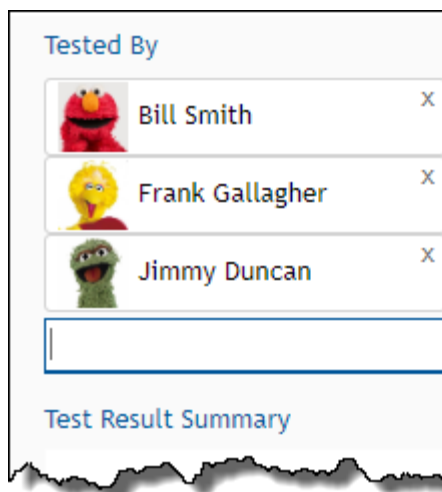 Tested By
Bill Smith
x
Frank Gallagher
x
Jimmy Duncan
x
Test Result Summary